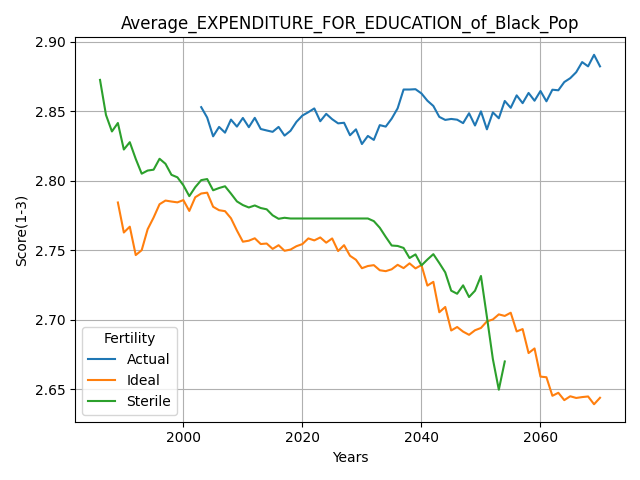 Average_EXPENDITURE_FOR_EDUCATION_of_Black_Pop
2.90
2.85
2.80
2.75
2.70
2.65
Score(1-3)
Fertility
Actual
Ideal
Sterile
2000 2020 2040 2060
Years